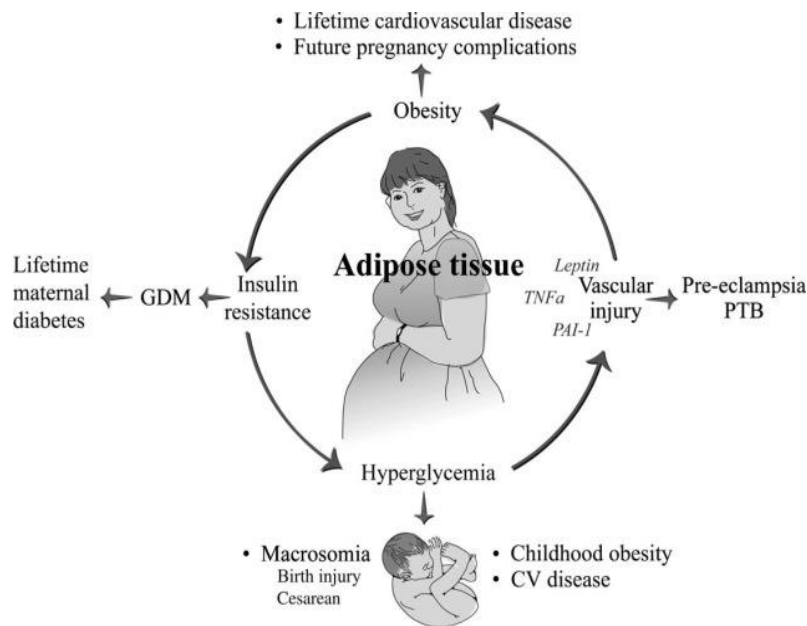 • Lifetime cardiovascular disease
• Future pregnancy complications
Obesity
Adipose tissue
Leptin
TNFa
PAI-1
Vascular
injury
Pre-eclampsia
PTB
Insulin
resistance
GDM
Lifetime
maternal
diabetes
Hyperglycemia
• Macrosomia
Birth injury
Cesarean
• Childhood obesity
• CV disease